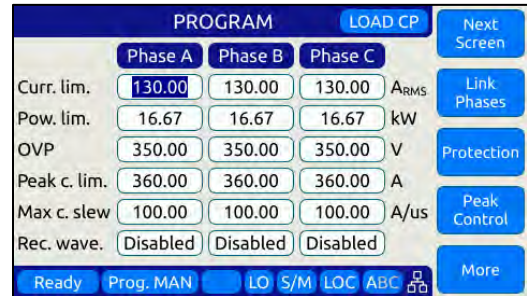 PROGRAM LOAD CP
Next
Screen
Phase A Phase B Phase C
Curr. lim. 130.00 130.00 130.00 ARMS
Link
Phases
Pow. lim. 16.67 16.67 16.67 kW
OVP 350.00 350.00 350.00 V
Protection
Peak c. lim. 360.00 360.00 360.00 A
Max c. slew 100.00 100.00 100.00 A/us
Peak
Control
Rec. wave. Disabled Disabled Disabled
Ready Prog. MAN LO S/M LOC ABC
More